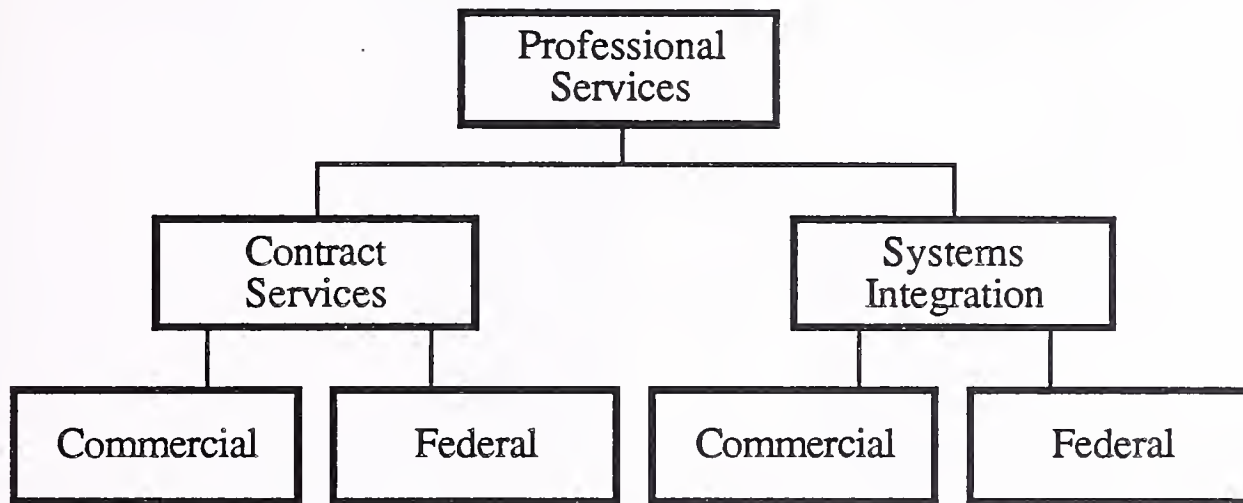 Professional
Services
Contract
Services
Systems
Integration
Commercial
Federal
Commercial
Federal